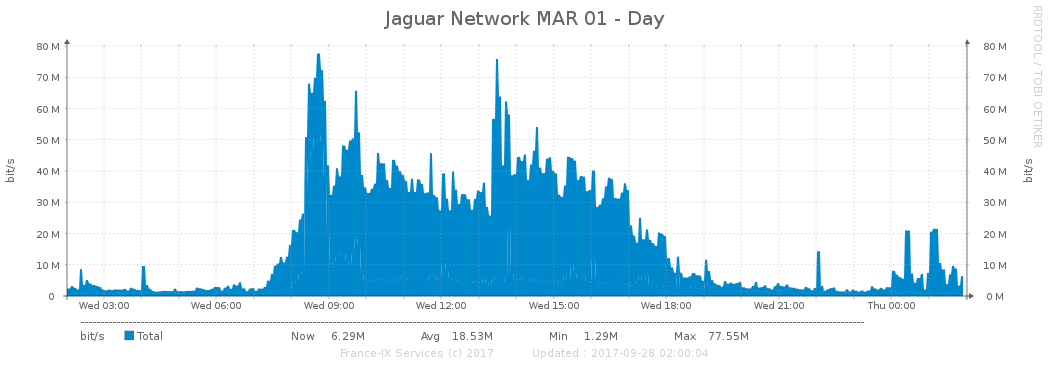 Jaguar Network MAR 01 - Day
RRDTOOL / TOBI OETIKER
80 M 80 M
70 M 70 M
60 M 60 M
50 M 50 M
40 M 40 M
30 M 30 M
20 M 20 M
10 M 10 M
0 0 M
bit/s
bit/s
Wed 03:00 Wed 06:00 Wed 09:00 Wed 12:00 Wed 15:00 Wed 18:00 Wed 21:00 Thu 00:00
bit/s Total Now 6.29M Avg 18.53M Min 1.29M Max 77.55M
France-IX Services (c) 2017 Updated : 2017-09-28 02:00:04